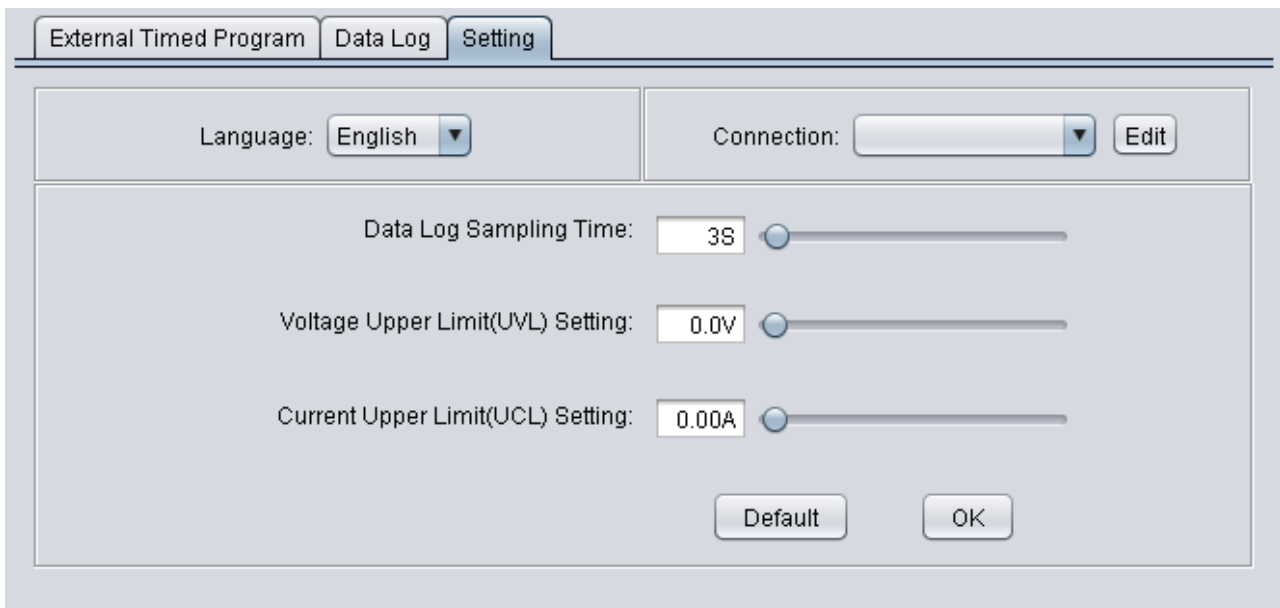 External Timed Program Data Log Setting
Language: English Connection: Edit
Data Log Sampling Time: 3S
Voltage Upper Limit(UVL) Setting: 0.0V
Current Upper Limit(UCL) Setting: 0.00A
Default OK